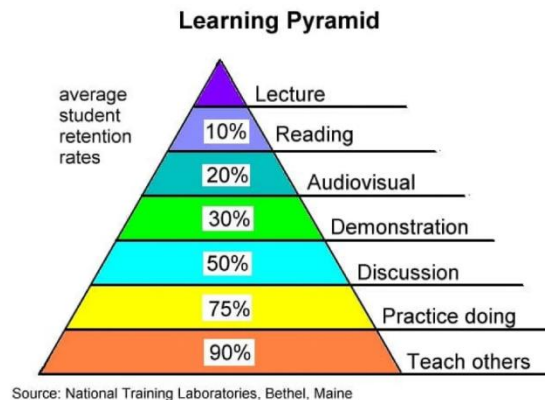 Learning Pyramid
average
student
retention
rates
Lecture
10% Reading
20% Audiovisual
30% Demonstration
50% Discussion
75% Practice doing
90% Teach others
Source: National Training Laboratories, Bethel, Maine